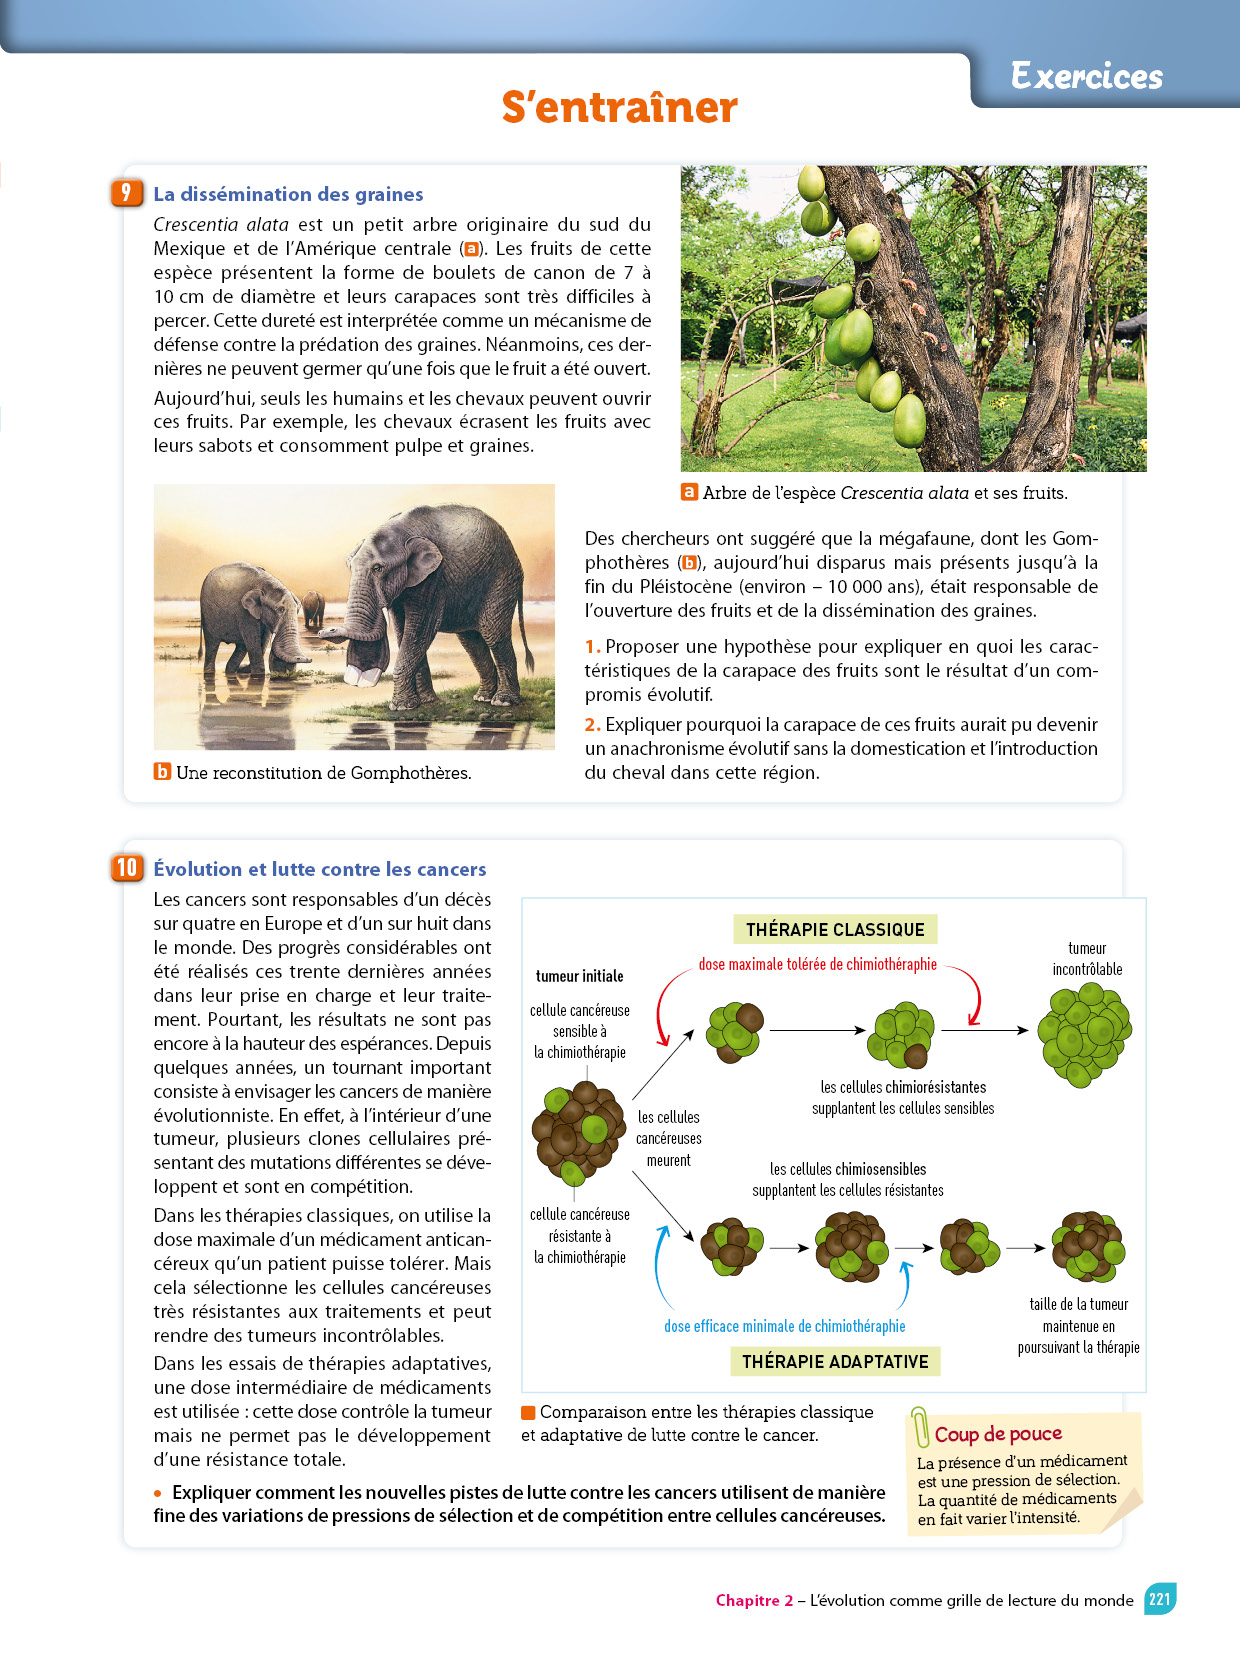 Exercices
S'entraîner
9 La dissémination des graines
Crescentia alata est un petit arbre originaire du sud du
Mexique et de l'Amérique centrale (a). Les fruits de cette
espèce présentent la forme de boulets de canon de 7 à
10 cm de diamètre et leurs carapaces sont très difficiles à
percer. Cette dureté est interprétée comme un mécanisme de
défense contre la prédation des graines. Néanmoins, ces der-
nières ne peuvent germer qu'une fois que le fruit a été ouvert.
Aujourd'hui, seuls les humains et les chevaux peuvent ouvrir
ces fruits. Par exemple, les chevaux écrasent les fruits avec
leurs sabots et consomment pulpe et graines.
a Arbre de l'espèce Crescentia alata et ses fruits.
b Une reconstitution de Gomphothères.
Des chercheurs ont suggéré que la mégafaune, dont les Gom-
phothères (b), aujourd'hui disparus mais présents jusqu'à la
fin du Pléistocène (environ – 10 000 ans), était responsable de
l'ouverture des fruits et de la dissémination des graines.
1. Proposer une hypothèse pour expliquer en quoi les carac-
téristiques de la carapace des fruits sont le résultat d'un com-
promis évolutif.
2. Expliquer pourquoi la carapace de ces fruits aurait pu devenir
un anachronisme évolutif sans la domestication et l'introduction
du cheval dans cette région.
10 Évolution et lutte contre les cancers
Les cancers sont responsables d'un décès
sur quatre en Europe et d'un sur huit dans
le monde. Des progrès considérables ont
été réalisés ces trente dernières années
dans leur prise en charge et leur traite-
ment. Pourtant, les résultats ne sont pas
encore à la hauteur des espérances. Depuis
quelques années, un tournant important
consiste à envisager les cancers de manière
évolutionniste. En effet, à l'intérieur d'une
tumeur, plusieurs clones cellulaires pré-
sentant des mutations différentes se déve-
loppent et sont en compétition.
Dans les thérapies classiques, on utilise la
dose maximale d'un médicament antican-
céreux qu'un patient puisse tolérer. Mais
cela sélectionne les cellules cancéreuses
très résistantes aux traitements et peut
rendre des tumeurs incontrôlables.
Dans les essais de thérapies adaptatives,
une dose intermédiaire de médicaments
est utilisée : cette dose contrôle la tumeur
mais ne permet pas le développement
d'une résistance totale.
• Expliquer comment les nouvelles pistes de lutte contre les cancers utilisent de manière
fine des variations de pressions de sélection et de compétition entre cellules cancéreuses.
THÉRAPIE CLASSIQUE
dose maximale tolérée de chimiothéraphie
tumeur
incontrôlable
tumeur initiale
cellule cancéreuse
sensible à
la chimiothérapie
les cellules chimiorésistantes
supplantent les cellules sensibles
les cellules
cancéreuses
meurent
les cellules chimiosensibles
supplantent les cellules résistantes
cellule cancéreuse
résistante à
la chimiothérapie
taille de la tumeur
maintenue en
poursuivant la thérapie
dose efficace minimale de chimiothéraphie
THÉRAPIE ADAPTATIVE
Comparaison entre les thérapies classique
et adaptative de lutte contre le cancer.
Coup de pouce
La présence d'un médicament
est une pression de sélection.
La quantité de médicaments
en fait varier l'intensité.
Chapitre 2 – L'évolution comme grille de lecture du monde 221